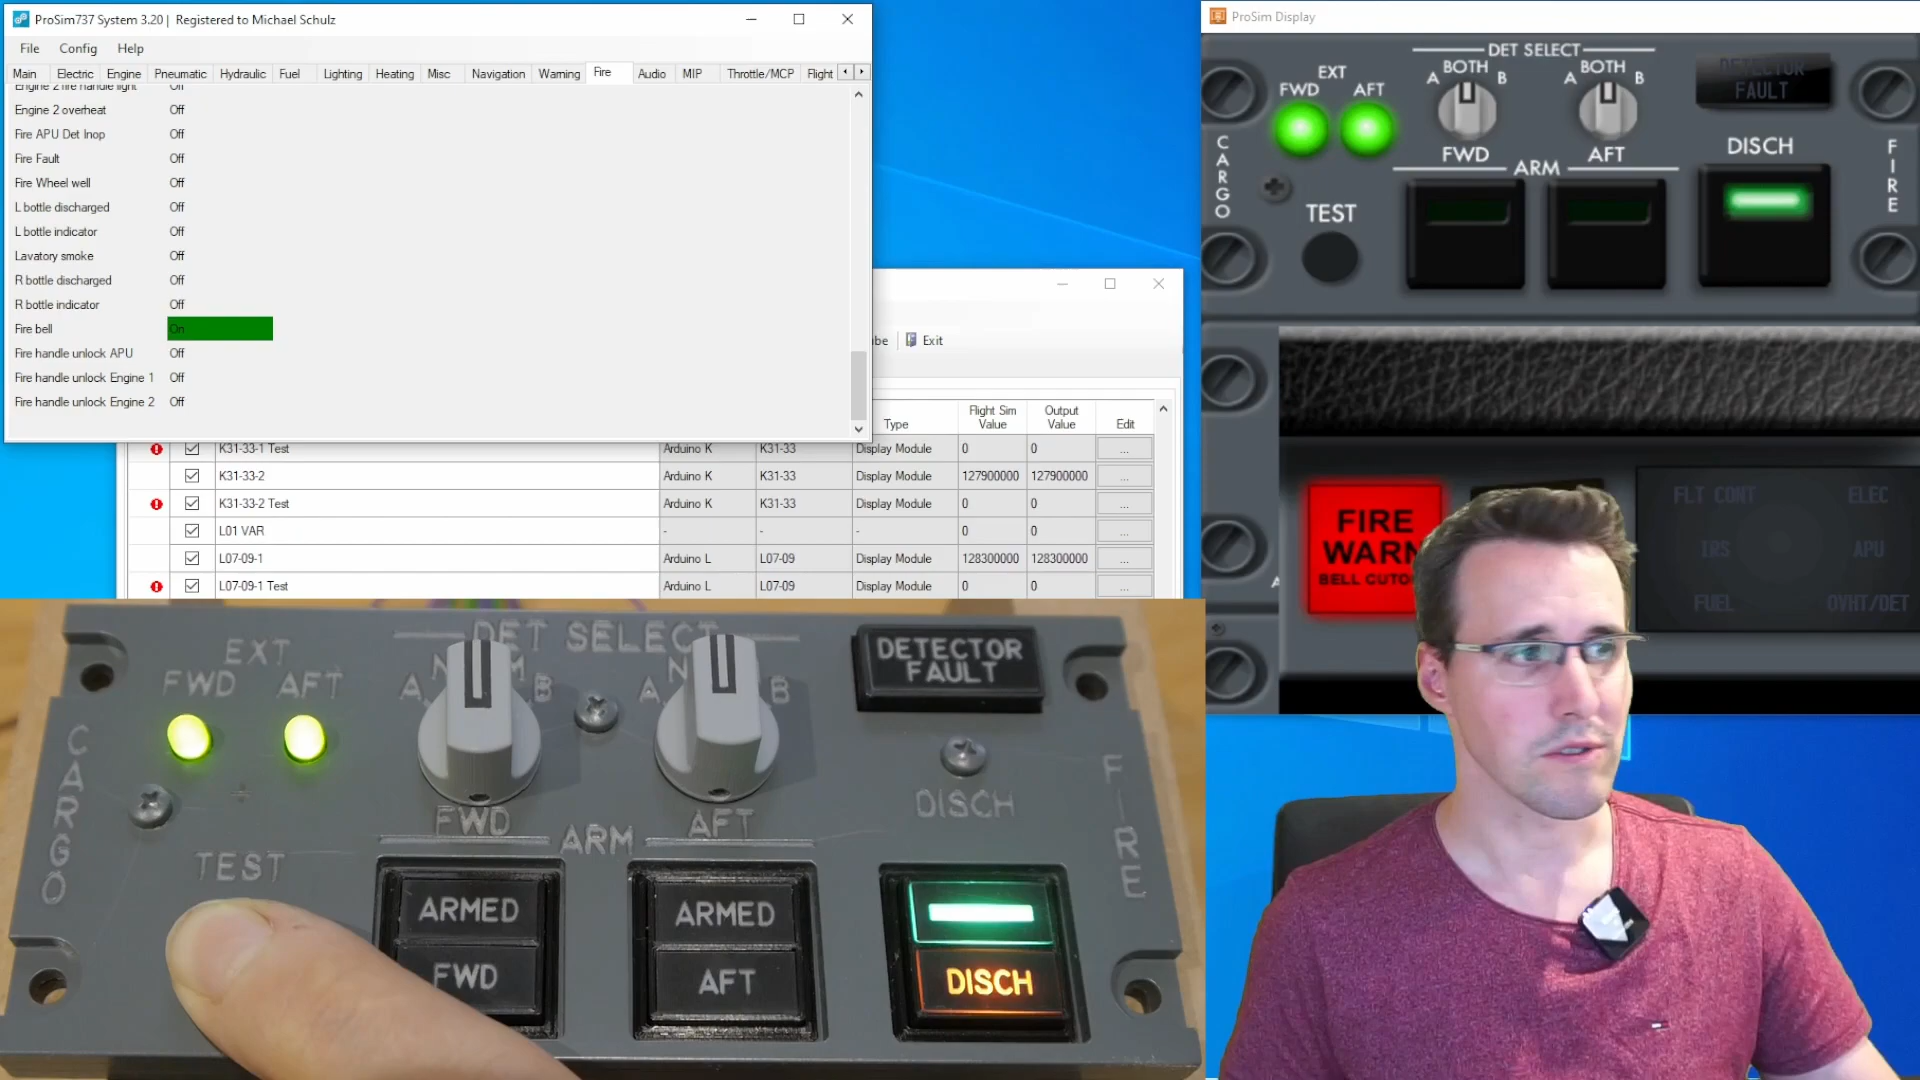 ProSim737 System 3.20 | Registered to Michael Schulz
File Config Help
Main Electric Engine Pneumatic Hydraulic Fuel Lighting Heating Misc Navigation Warning Fire Audio MIP Throttle/MCP Flight
Engine 2 fire handle light Off
Engine 2 overheat Off
Fire APU Det Inop Off
Fire Fault Off
Fire Wheel well Off
L bottle discharged Off
L bottle indicator Off
Lavatory smoke Off
R bottle discharged Off
R bottle indicator Off
Fire bell On
Fire handle unlock APU Off
Fire handle unlock Engine 1 Off
Fire handle unlock Engine 2 Off
Exit
Type Flight Sim Value Output Value Edit
K31-33-1 Test Arduino K K31-33 Display Module 0 0 ...
K31-33-2 Arduino K K31-33 Display Module 127900000 127900000 ...
K31-33-2 Test Arduino K K31-33 Display Module 0 0 ...
L01 VAR - - - 0 0 ...
L07-09-1 Arduino L L07-09 Display Module 128300000 128300000 ...
L07-09-1 Test Arduino L L07-09 Display Module 0 0 ...
ProSim Display
DET SELECT
EXT
FWD AFT
A BOTH B
A BOTH B
DETECTOR
FAULT
CARGO
FWD
ARM
AFT
DISCH
FIRE
TEST
FIRE
WARN
BELL
FLT CONT ELEC
IRS APU
FUEL OVHT/DET
DET SELECT
EXT
FWD AFT
A B
A N B
DETECTOR
FAULT
CARGO
FWD
ARM
AFT
DISCH
FIRE
TEST
ARMED
FWD
ARMED
AFT
DISCH